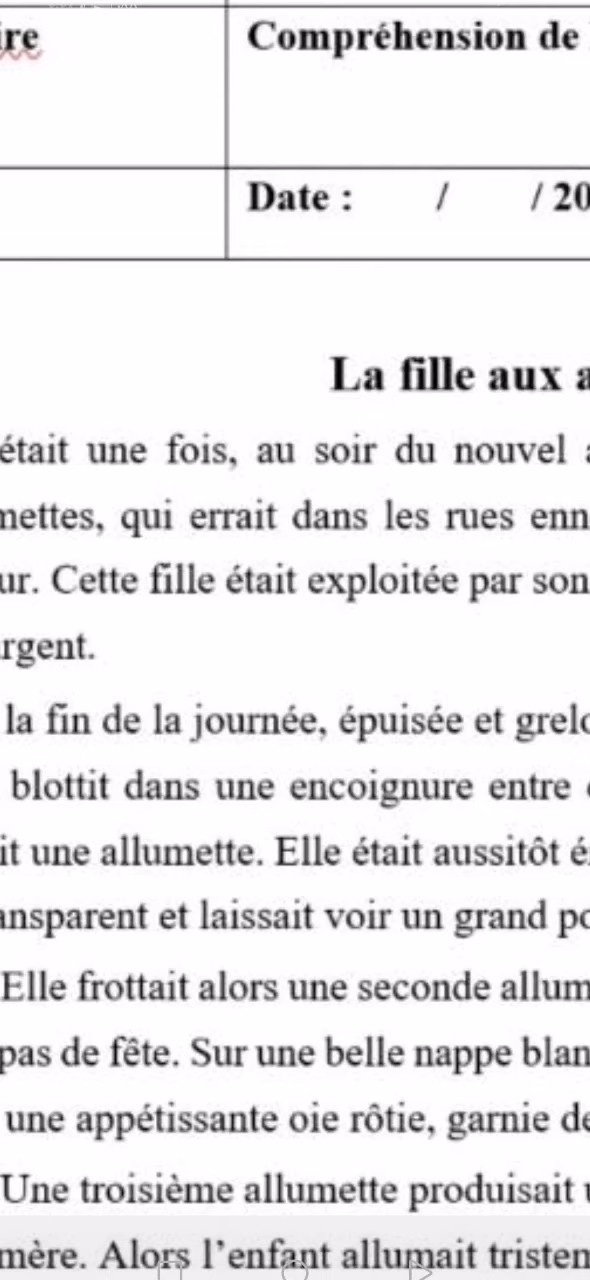 ire
Compréhension de
Date : / / 20
La fille aux a
était une fois, au soir du nouvel a
mettes, qui errait dans les rues enn
ur. Cette fille était exploitée par son
rgent.
la fin de la journée, épuisée et grelo
blottit dans une encoignure entre
it une allumette. Elle était aussitôt é
ansparent et laissait voir un grand po
Elle frottait alors une seconde allum
pas de fête. Sur une belle nappe blan
une appétissante oie rôtie, garnie de
Une troisième allumette produisait u
mère. Alors l’enfant allumait tristem